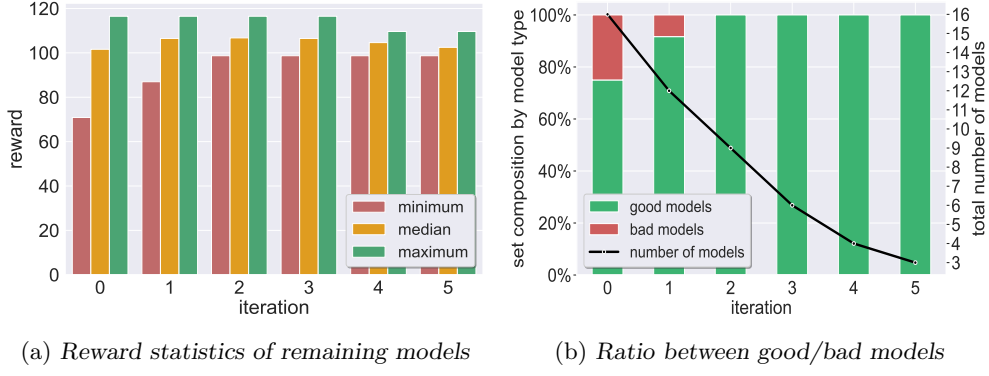 120
100
80
60
40
20
0
reward
minimum
median
maximum
0 1 2 3 4 5
iteration
(a) Reward statistics of remaining models
100%
80%
60%
40%
20%
0%
set composition by model type
good models
bad models
number of models
0 1 2 3 4 5
iteration
16
15
14
13
12
11
10
9
8
7
6
5
4
3
total number of models
(b) Ratio between good/bad models